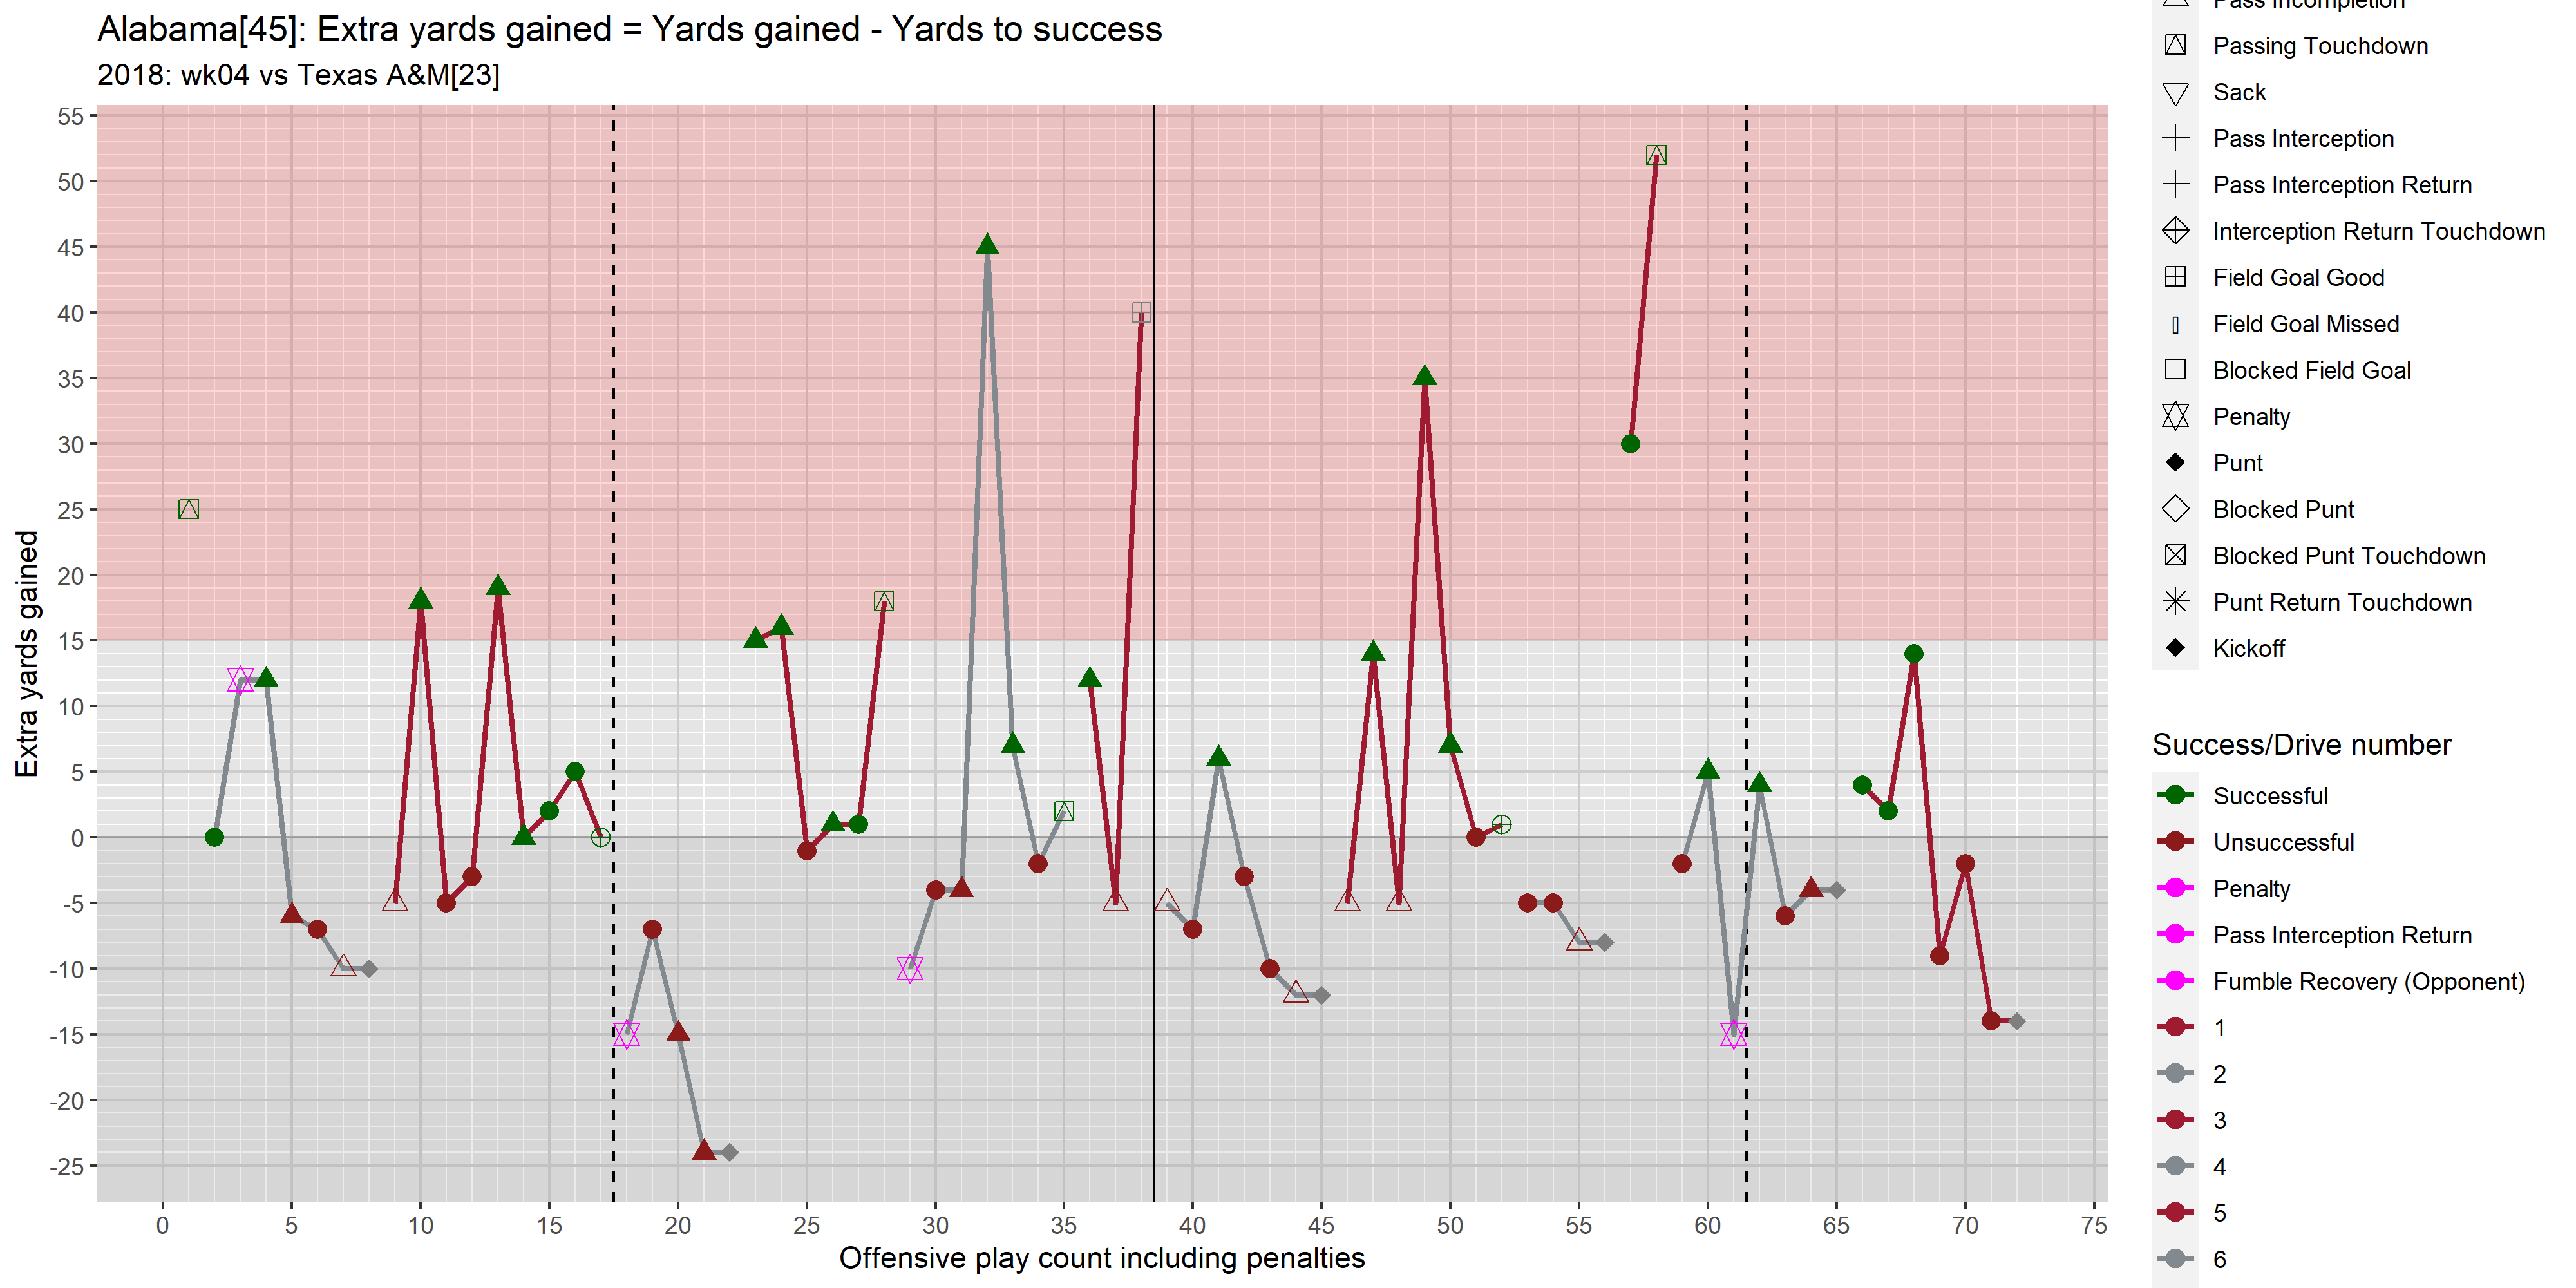 Alabama[45]: Extra yards gained = Yards gained - Yards to success
2018: wk04 vs Texas A&M[23]
Extra yards gained
55
50
45
40
35
30
25
20
15
10
5
0
-5
-10
-15
-20
-25
0 5 10 15 20 25 30 35 40 45 50 55 60 65 70 75
Offensive play count including penalties
Pass Incompletion
Passing Touchdown
Sack
Pass Interception
Pass Interception Return
Interception Return Touchdown
Field Goal Good
Field Goal Missed
Blocked Field Goal
Penalty
Punt
Blocked Punt
Blocked Punt Touchdown
Punt Return Touchdown
Kickoff
Success/Drive number
Successful
Unsuccessful
Penalty
Pass Interception Return
Fumble Recovery (Opponent)
1
2
3
4
5
6